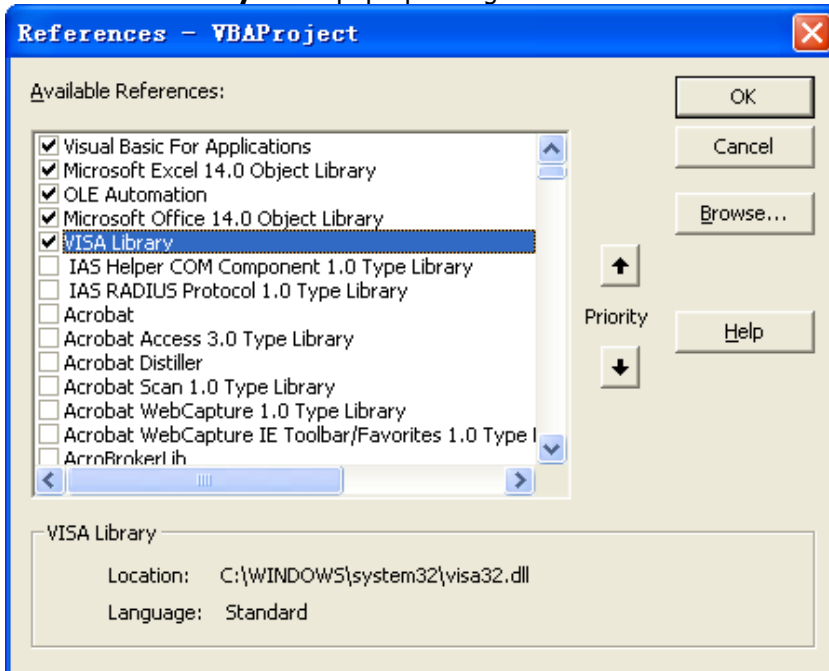 References - VBAProject
Available References:
OK
Visual Basic For Applications
Cancel
Microsoft Excel 14.0 Object Library
OLE Automation
Microsoft Office 14.0 Object Library
Browse...
VISA Library
IAS Helper COM Component 1.0 Type Library
IAS RADIUS Protocol 1.0 Type Library
Acrobat
Priority
Acrobat Access 3.0 Type Library
Help
Acrobat Distiller
Acrobat Scan 1.0 Type Library
Acrobat WebCapture 1.0 Type Library
Acrobat WebCapture IE Toolbar/Favorites 1.0 Type
AcroBrokerLib
VISA Library
Location: C:\WINDOWS\system32\visa32.dll
Language: Standard